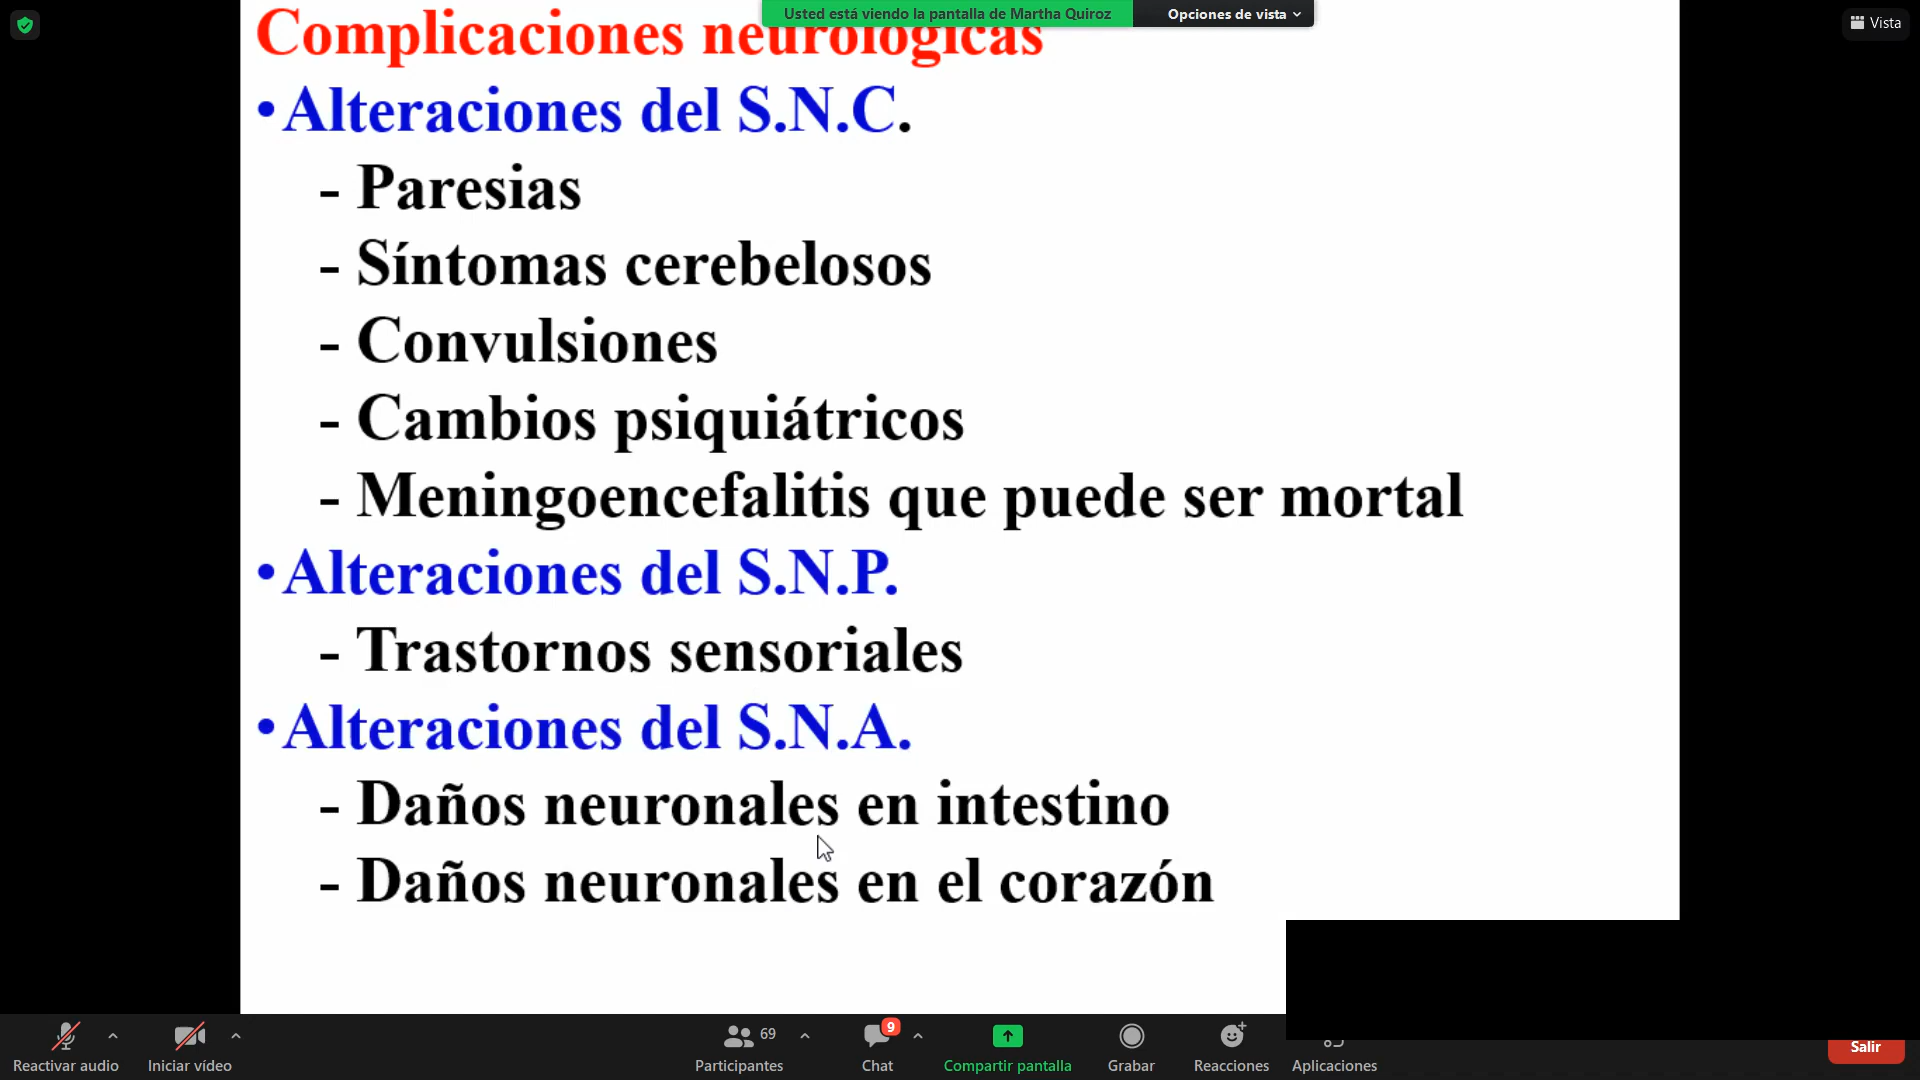 Usted está viendo la pantalla de Martha Quiroz
Opciones de vista
Vista
Complicaciones neurológicas
•Alteraciones del S.N.C.
- Paresias
- Síntomas cerebelosos
- Convulsiones
- Cambios psiquiátricos
- Meningoencefalitis que puede ser mortal
•Alteraciones del S.N.P.
- Trastornos sensoriales
•Alteraciones del S.N.A.
- Daños neuronales en intestino
- Daños neuronales en el corazón
69
9
Reactivar audio
Iniciar vídeo
Participantes
Chat
Compartir pantalla
Grabar
Reacciones
Aplicaciones
Salir